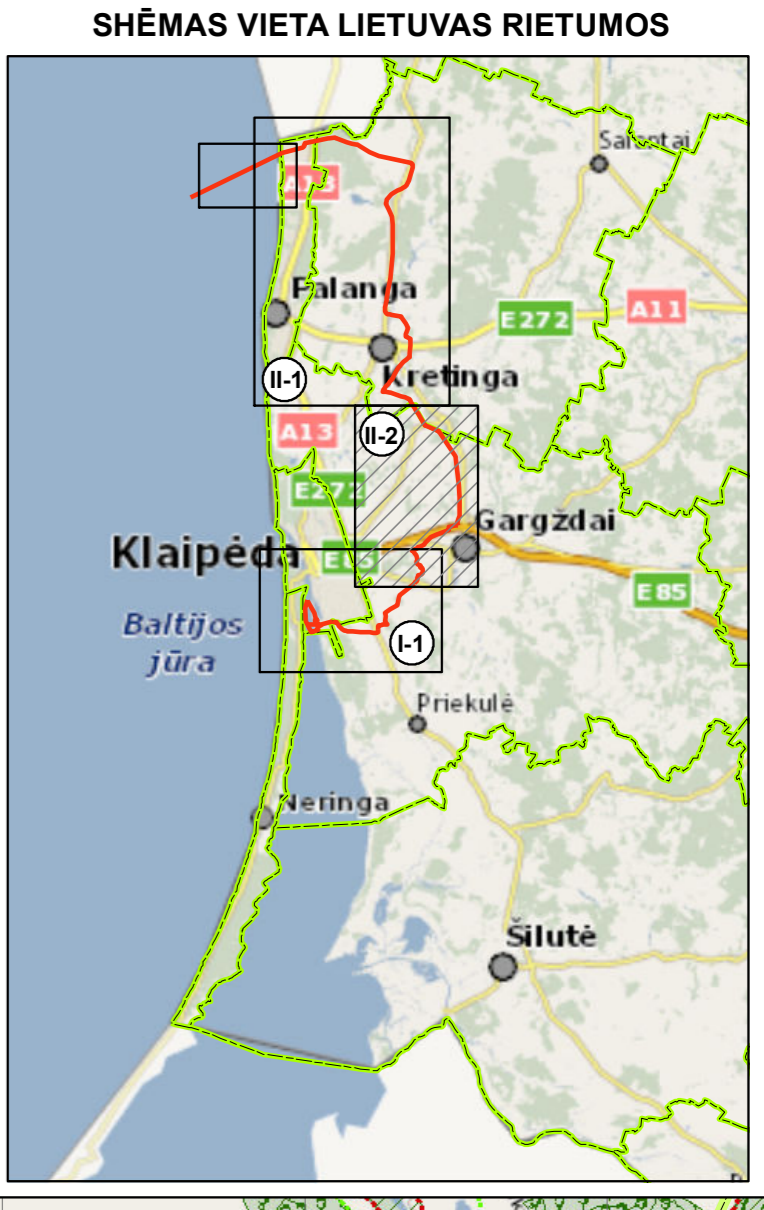 SHĒMAS VIETA LIETUVAS RIETUMOS
Salantai
A13
Palanga
E272
A11
Kretinga
II-1
A13
II-2
E272
Gargždai
Klaipėda
E85
E85
Baltijos
jūra
I-1
Priekulė
Neringa
Šilutė